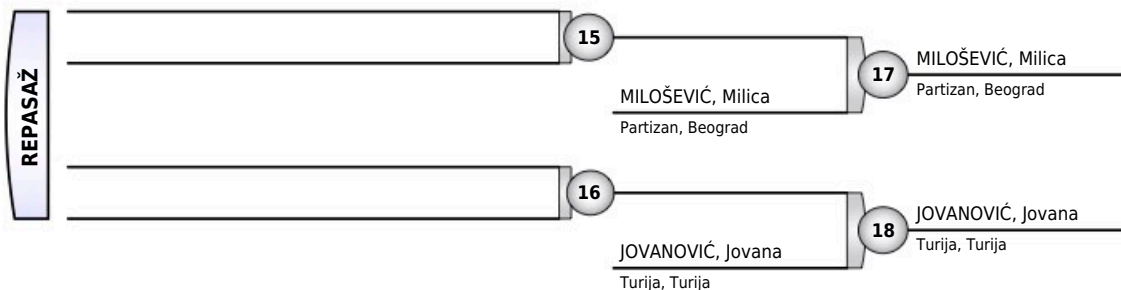 REPASAŽ
15
MILOŠEVIĆ, Milica
Partizan, Beograd
17
MILOŠEVIĆ, Milica
Partizan, Beograd
16
JOVANOVIĆ, Jovana
Turija, Turija
18
JOVANOVIĆ, Jovana
Turija, Turija